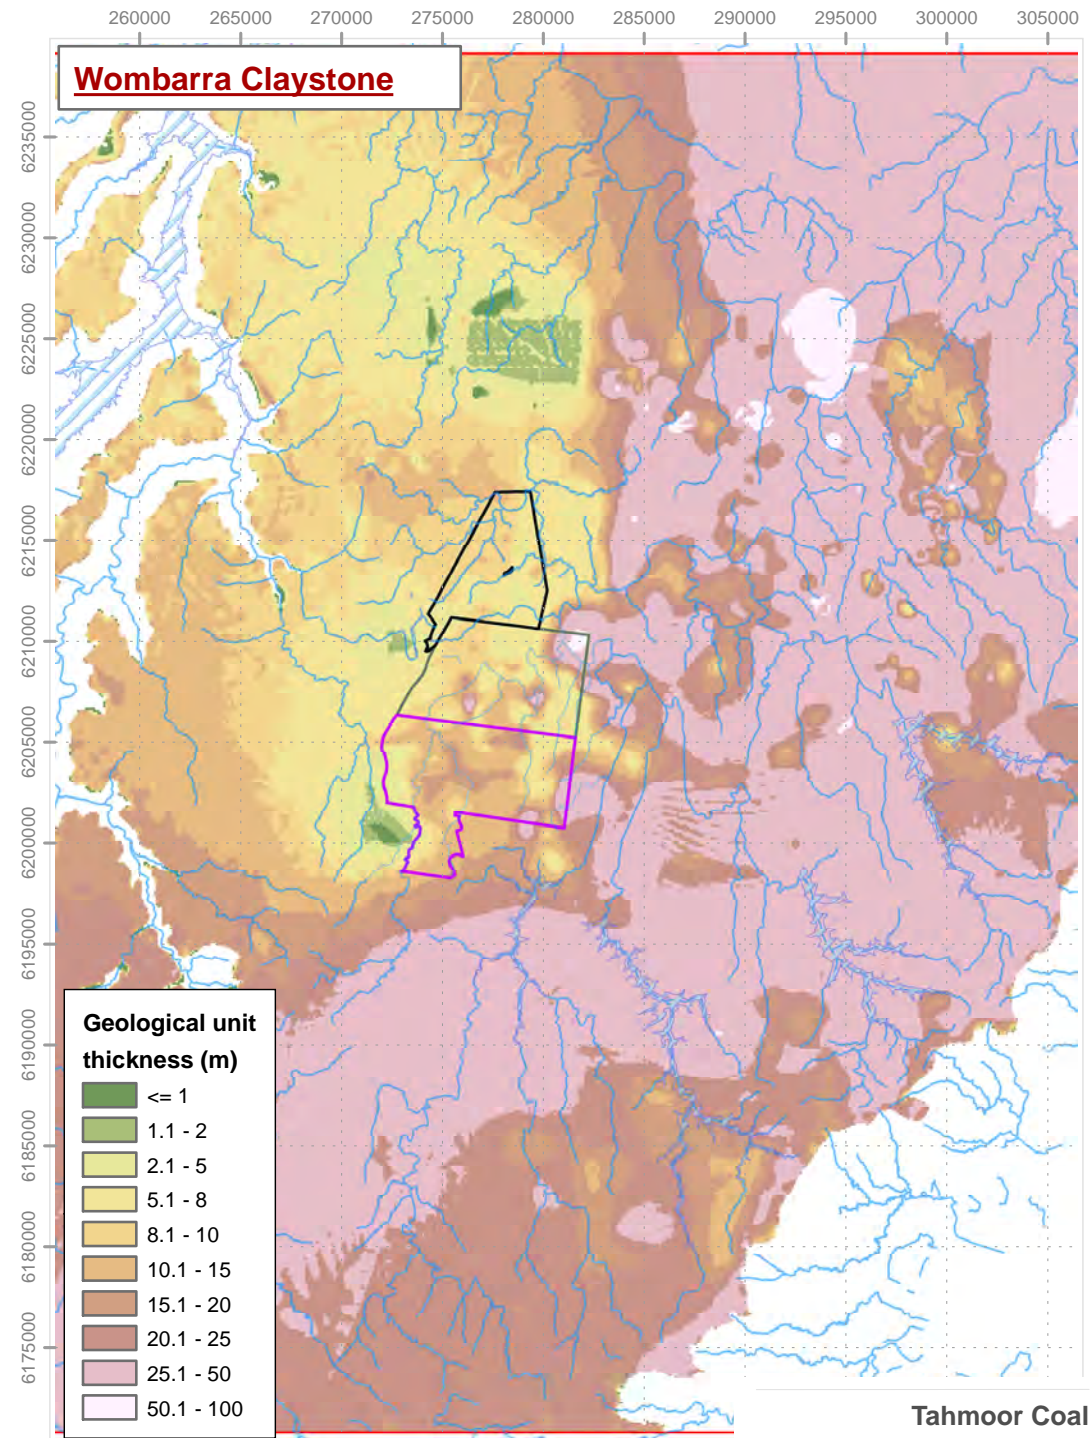 260000 265000 270000 275000 280000 285000 290000 295000 300000 305000
Wombarra Claystone
6235000
6230000
6225000
6220000
6215000
6210000
6205000
6200000
6195000
6190000
6185000
6180000
6175000
Geological unit
thickness (m)
<= 1
1.1 - 2
2.1 - 5
5.1 - 8
8.1 - 10
10.1 - 15
15.1 - 20
20.1 - 25
25.1 - 50
50.1 - 100
Tahmoor Coal